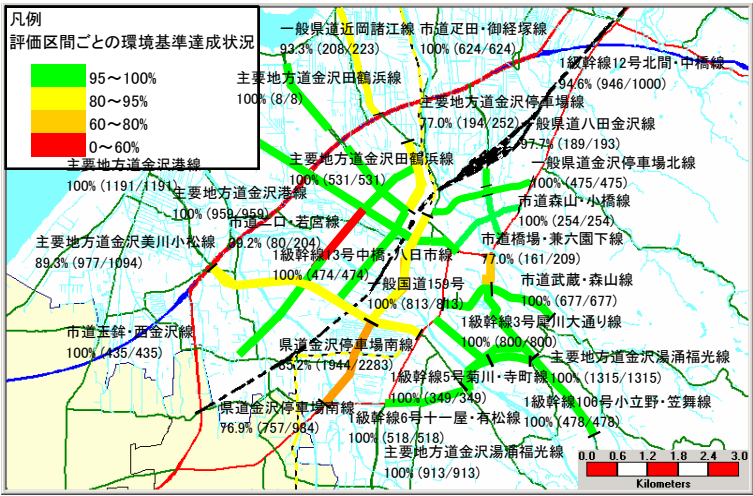 凡例
評価区間ごとの環境基準達成状況
95～100%
80～95%
60～80%
0～60%
一般県道近岡諸江線
93.3% (208/223)
市道疋田・御経塚線
100% (624/624)
1級幹線12号北間・中橋線
94.6% (946/1000)
主要地方道金沢田鶴浜線
100% (8/8)
主要地方道金沢停車場線
77.0% (194/252)
一般県道八田金沢線
97.7% (189/193)
主要地方道金沢港線
100% (1191/1191)
主要地方道金沢田鶴浜線
100% (531/531)
一般県道金沢停車場北線
100% (475/475)
主要地方道金沢港線
100% (959/959)
市道森山・小橋線
100% (254/254)
市道二口・若宮線
39.2% (80/204)
主要地方道金沢美川小松線
89.3% (977/1094)
市道橋場・兼六園下線
77.0% (161/209)
1級幹線13号中橋・八日市線
100% (474/474)
一般国道159号
100% (813/813)
市道武蔵・森山線
100% (677/677)
市道玉鉾・西金沢線
100% (435/435)
1級幹線3号犀川大通り線
100% (800/800)
県道金沢停車場南線
85.2% (1944/2283)
主要地方道金沢湯涌福光線
100% (1315/1315)
1級幹線5号菊川・寺町線
100% (349/349)
県道金沢停車場南線
76.9% (757/984)
1級幹線106号小立野・笠舞線
100% (478/478)
1級幹線6号十一屋・有松線
100% (518/518)
主要地方道金沢湯涌福光線
100% (913/913)
0.0 0.6 1.2 1.8 2.4 3.0
Kilometers